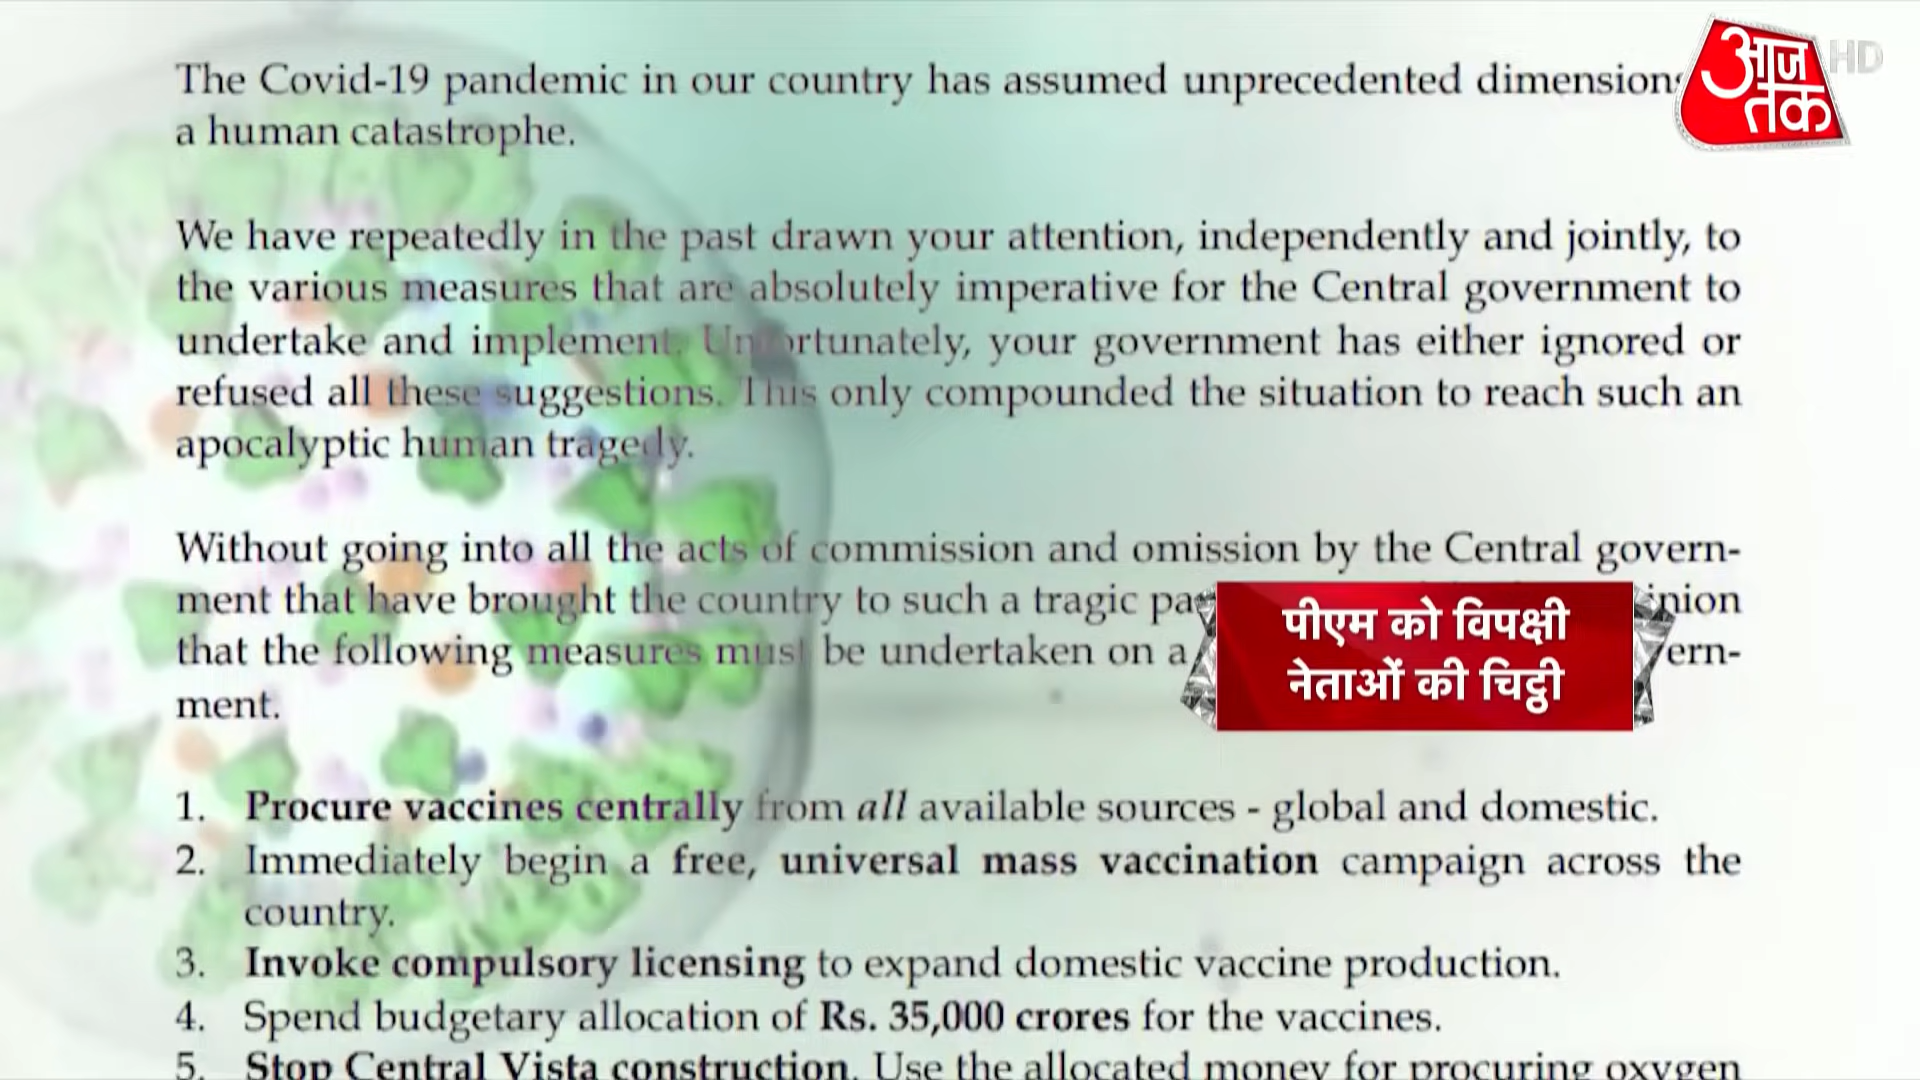 The Covid-19 pandemic in our country has assumed unprecedented dimensions
a human catastrophe.
We have repeatedly in the past drawn your attention, independently and jointly, to
the various measures that are absolutely imperative for the Central government to
undertake and implement. Unfortunately, your government has either ignored or
refused all these suggestions. This only compounded the situation to reach such an
apocalyptic human tragedy.
Without going into all the acts of commission and omission by the Central govern-
ment that have brought the country to such a tragic
that the following measures must be undertaken on a
ment.
1. Procure vaccines centrally from all available sources - global and domestic.
2. Immediately begin a free, universal mass vaccination campaign across the
country.
3. Invoke compulsory licensing to expand domestic vaccine production.
4. Spend budgetary allocation of Rs. 35,000 crores for the vaccines.
5. Stop Central Vista construction. Use the allocated money for procuring oxygen
आज
तक
HD
पीएम को विपक्षी
नेताओं की चिट्ठी